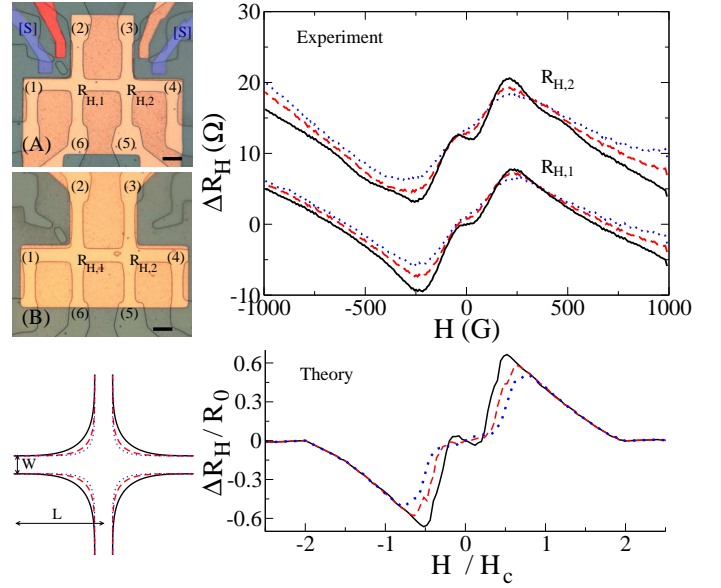 [S]
(2)
(3)
[S]
(1)
R_{H,1}
R_{H,2}
(4)
(A)
(6)
(5)
(2)
(3)
(1)
R_{H,1}
R_{H,2}
(4)
(B)
(6)
(5)
W
L
Experiment
R_{H,2}
R_{H,1}
ΔR_H (Ω)
30
20
10
0
-10
-1000
-500
0
500
1000
H (G)
Theory
ΔR_H / R_0
0.6
0.3
0
-0.3
-0.6
-2
-1
0
1
2
H / H_c